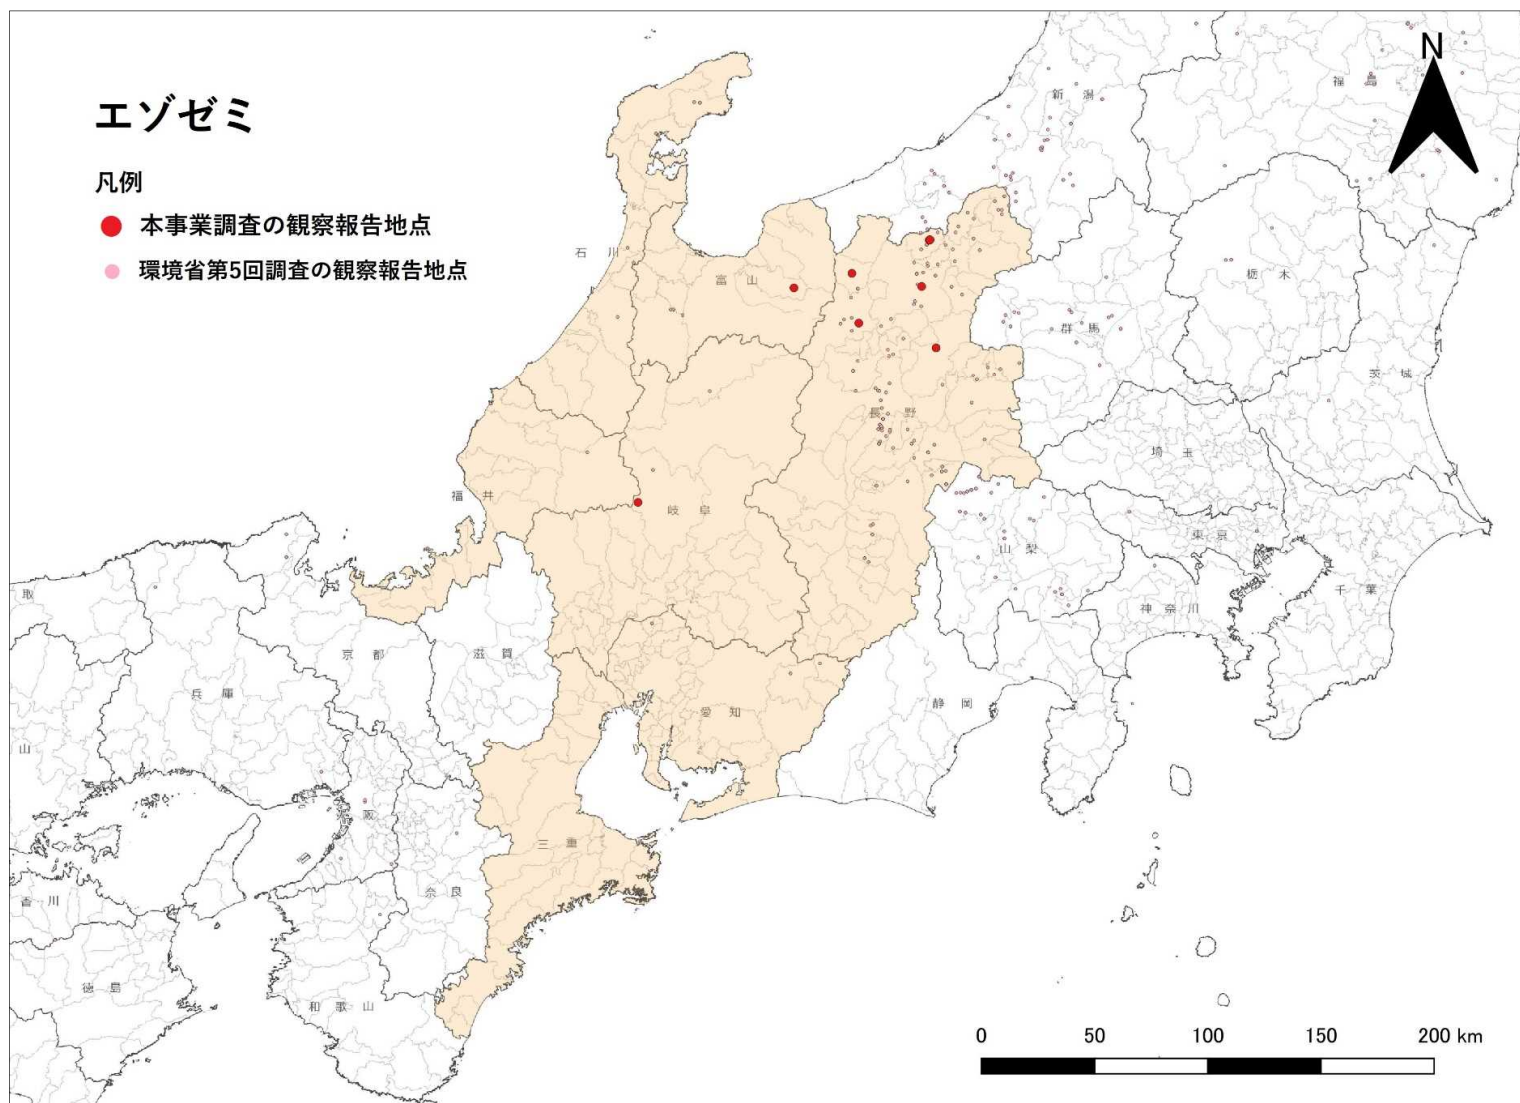 エゾゼミ
凡例
本事業調査の観察報告地点
環境省第5回調査の観察報告地点
N
新潟
福島
石川
富山
栃木
群馬
茨城
長野
埼玉
福井
岐阜
東京
山梨
取
千葉
神奈川
京都
滋賀
兵庫
静岡
愛知
山
阪
三重
香川
奈良
徳島
和歌山
0 50 100 150 200 km